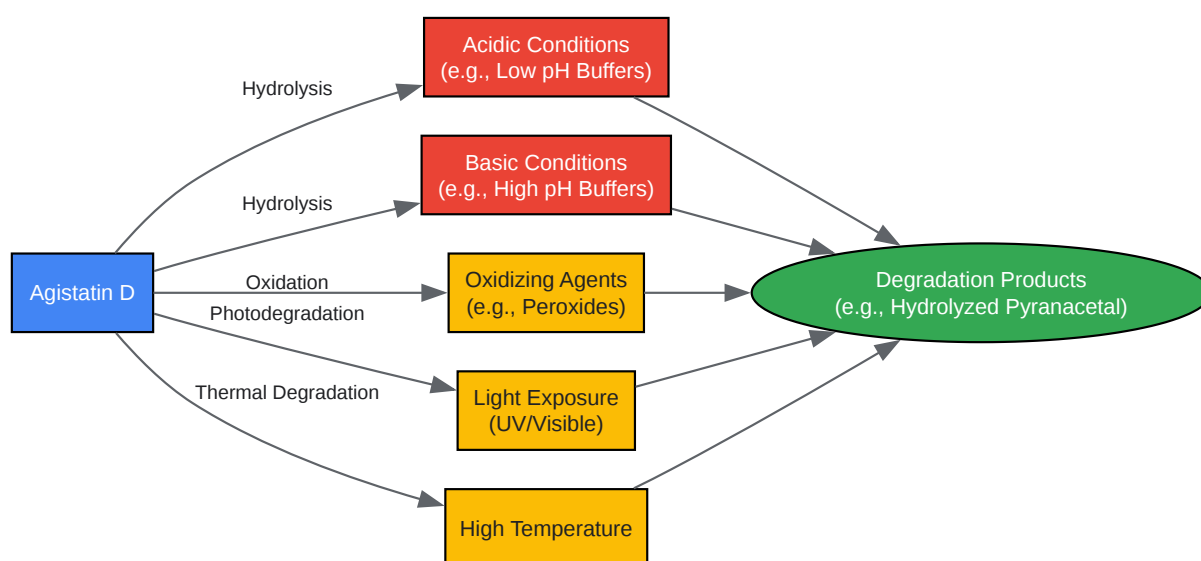 Acidic Conditions
(e.g., Low pH Buffers)
Hydrolysis
Basic Conditions
(e.g., High pH Buffers)
Hydrolysis
Agistatin D
Oxidation
Oxidizing Agents
(e.g., Peroxides)
Degradation Products
(e.g., Hydrolyzed Pyranacetal)
Photodegradation
Light Exposure
(UV/Visible)
Thermal Degradation
High Temperature